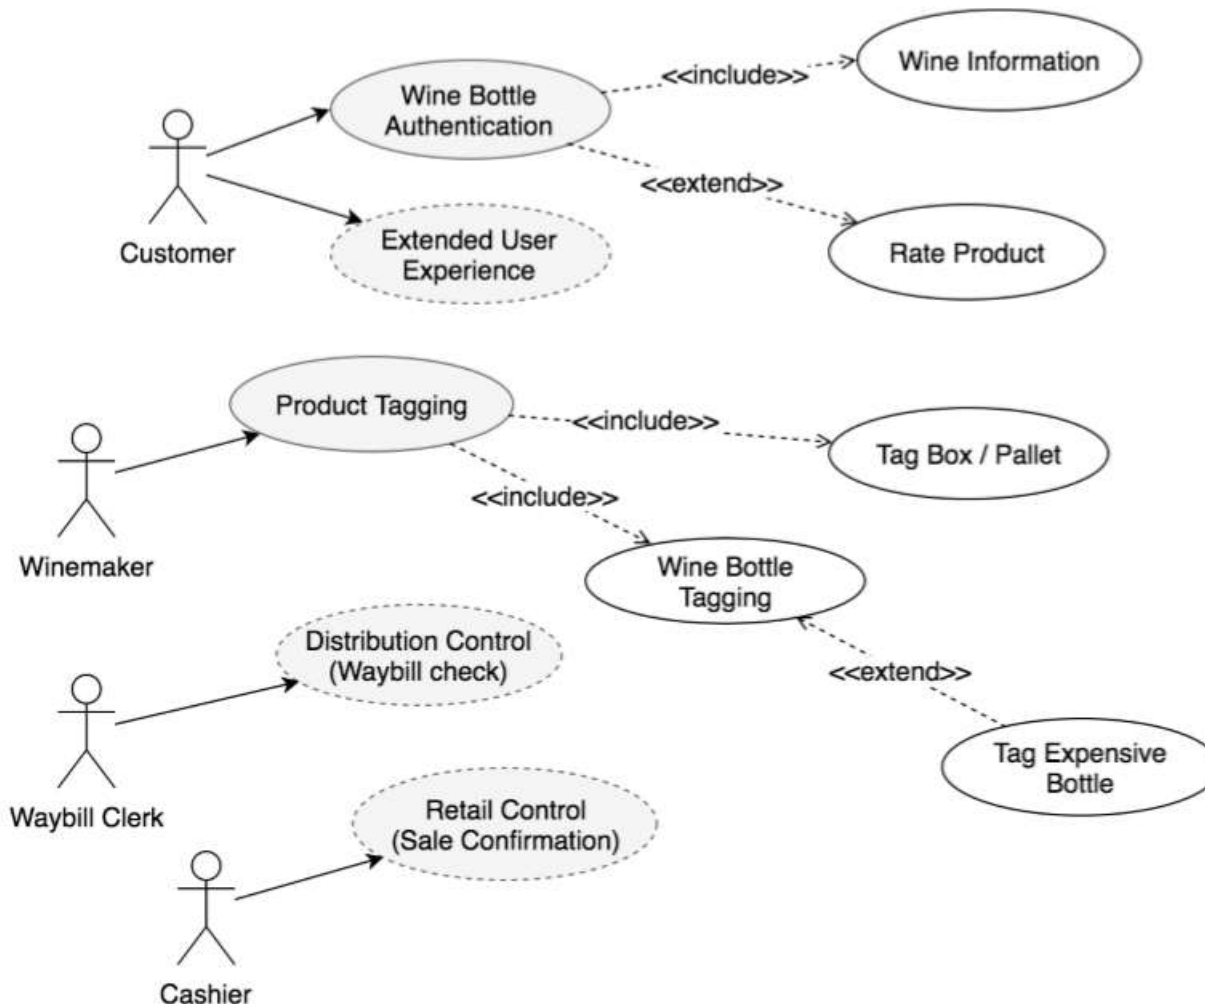 Wine Information
<<include>>
Wine Bottle
Authentication
<<extend>>
Customer
Extended User
Experience
Rate Product
Product Tagging
<<include>>
Tag Box / Pallet
<<include>>
Winemaker
Wine Bottle
Tagging
Distribution Control
(Waybill check)
<<extend>>
Tag Expensive
Bottle
Waybill Clerk
Retail Control
(Sale Confirmation)
Cashier